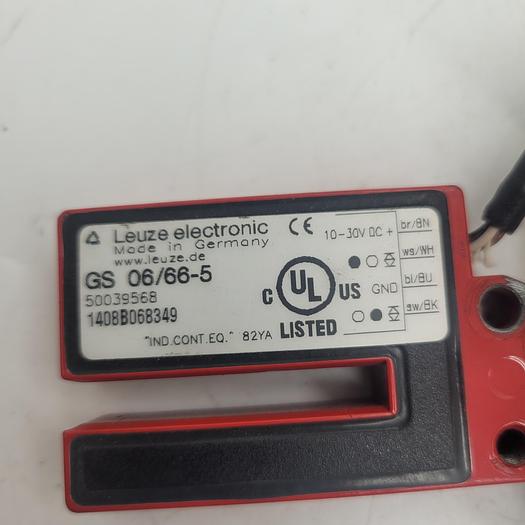 Leuze electronic CE
Made in Germany
www.leuze.de
GS 06/66-5
50039568
1408B068349
"IND.CONT.EQ." 82YA
c UL US
LISTED
10-30V DC + br/BN
ws/WH
GND bl/BU
sw/BK